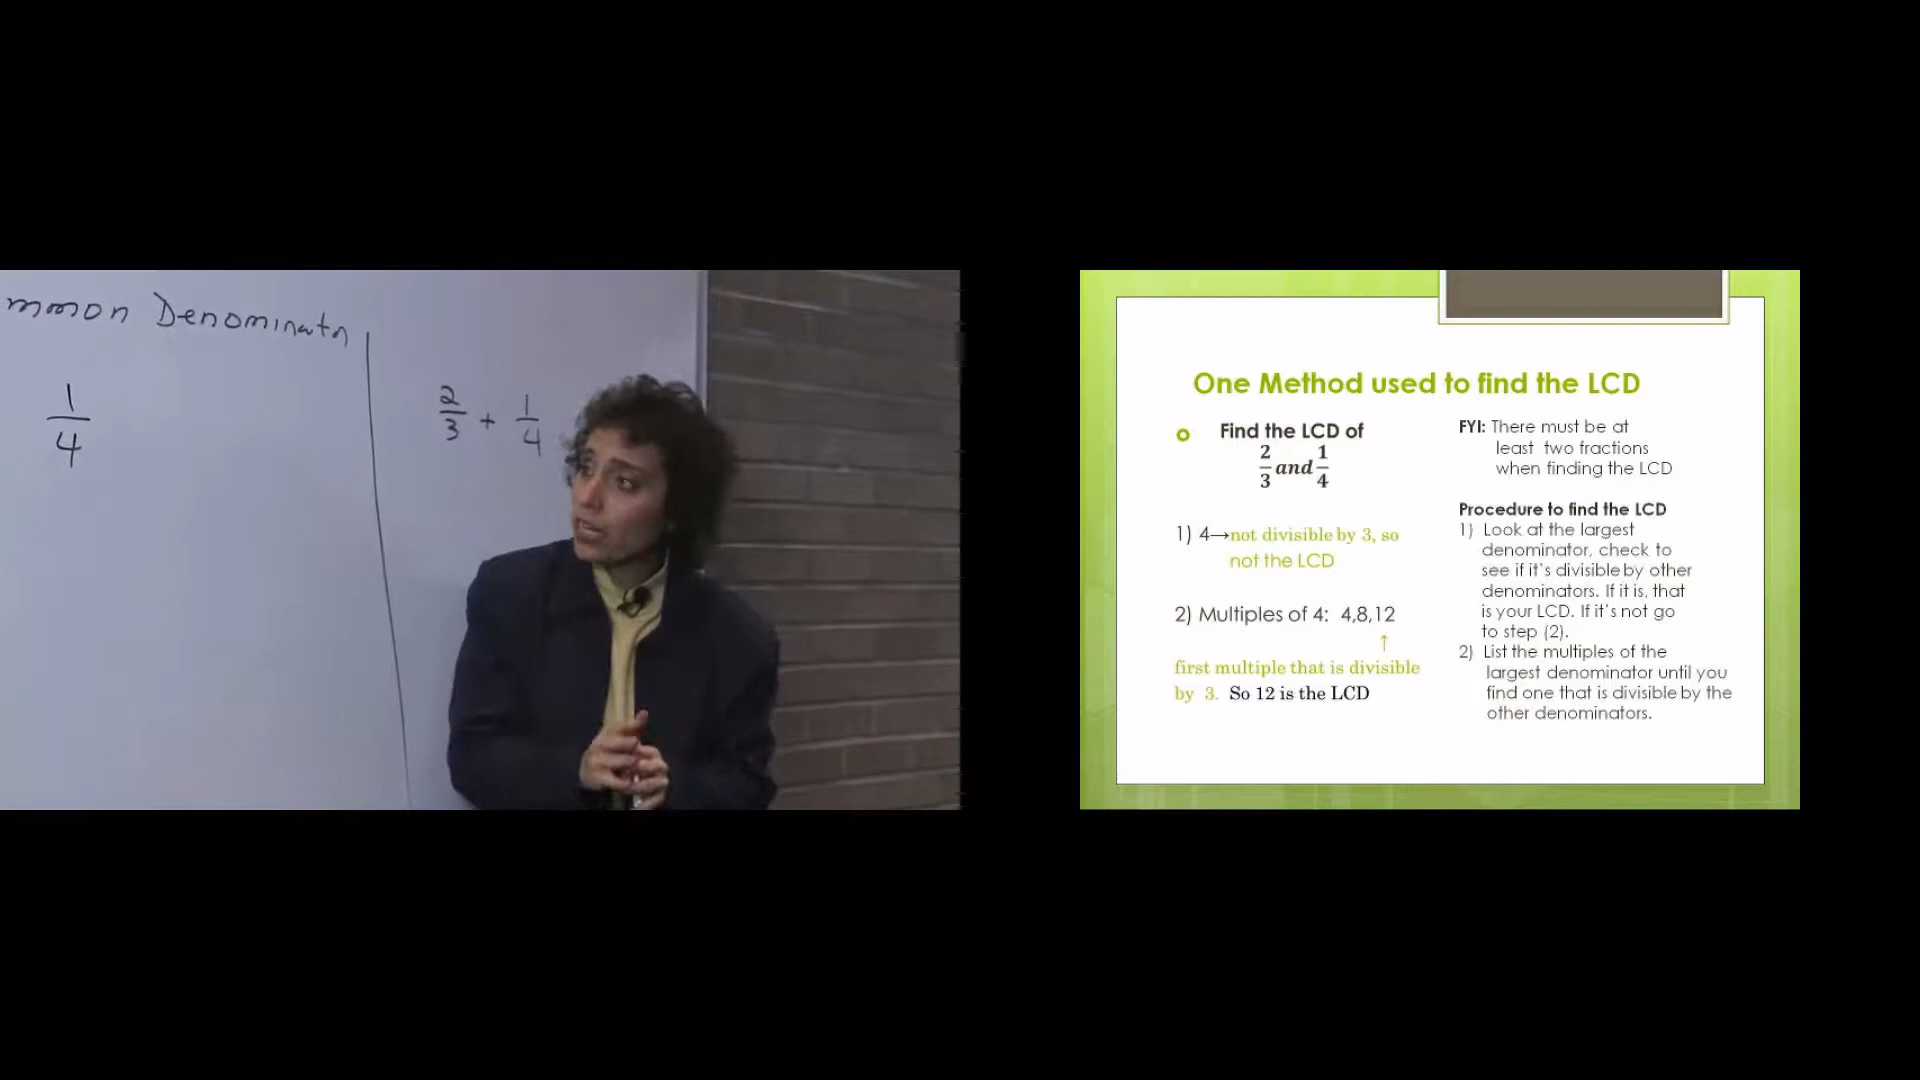 mmon Denominator
1
4
2
3 + 1
4
One Method used to find the LCD
Find the LCD of
2/3 and 1/4
1) 4→not divisible by 3, so
not the LCD
2) Multiples of 4: 4,8,12
↑
first multiple that is divisible
by 3. So 12 is the LCD
FYI: There must be at
least two fractions
when finding the LCD
Procedure to find the LCD
1) Look at the largest
denominator, check to
see if it's divisible by other
denominators. If it is, that
is your LCD. If it's not go
to step (2).
2) List the multiples of the
largest denominator until you
find one that is divisible by the
other denominators.